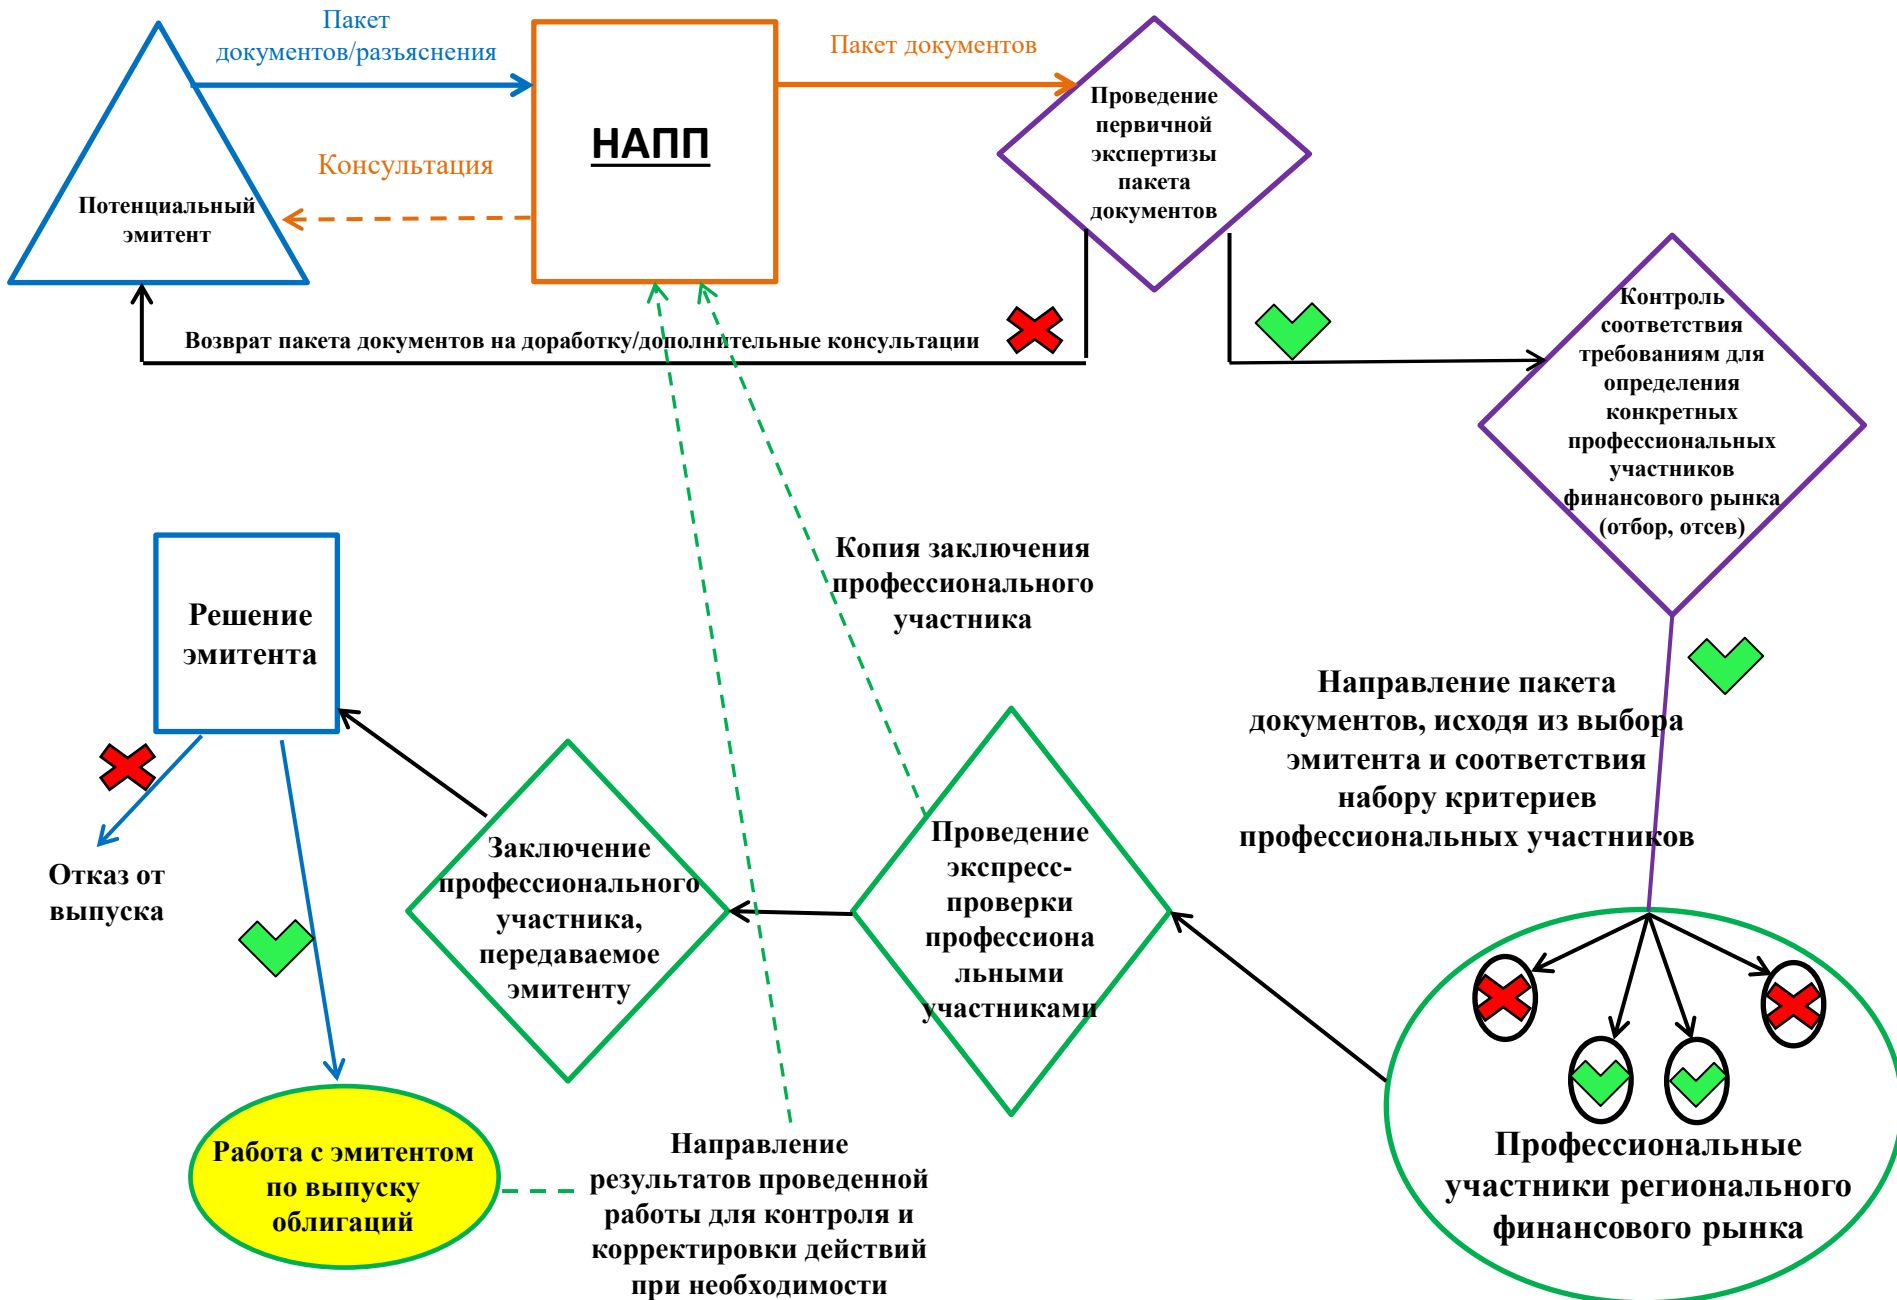 Пакет
документов/разъяснения
Пакет документов
НАПП
Консультация
Потенциальный
эмитент
Проведение
первичной
экспертизы
пакета
документов
Возврат пакета документов на доработку/дополнительные консультации
Контроль
соответствия
требованиям для
определения
конкретных
профессиональных
участников
финансового рынка
(отбор, отсев)
Копия заключения
профессионального
участника
Решение
эмитента
Направление пакета
документов, исходя из выбора
эмитента и соответствия
набору критериев
профессиональных участников
Отказ от
выпуска
Заключение
профессионального
участника,
передаваемое
эмитенту
Проведение
экспресс-
проверки
профессиона
льными
участниками
Профессиональные
участники регионального
финансового рынка
Работа с эмитентом
по выпуску
облигаций
Направление
результатов проведенной
работы для контроля и
корректировки действий
при необходимости